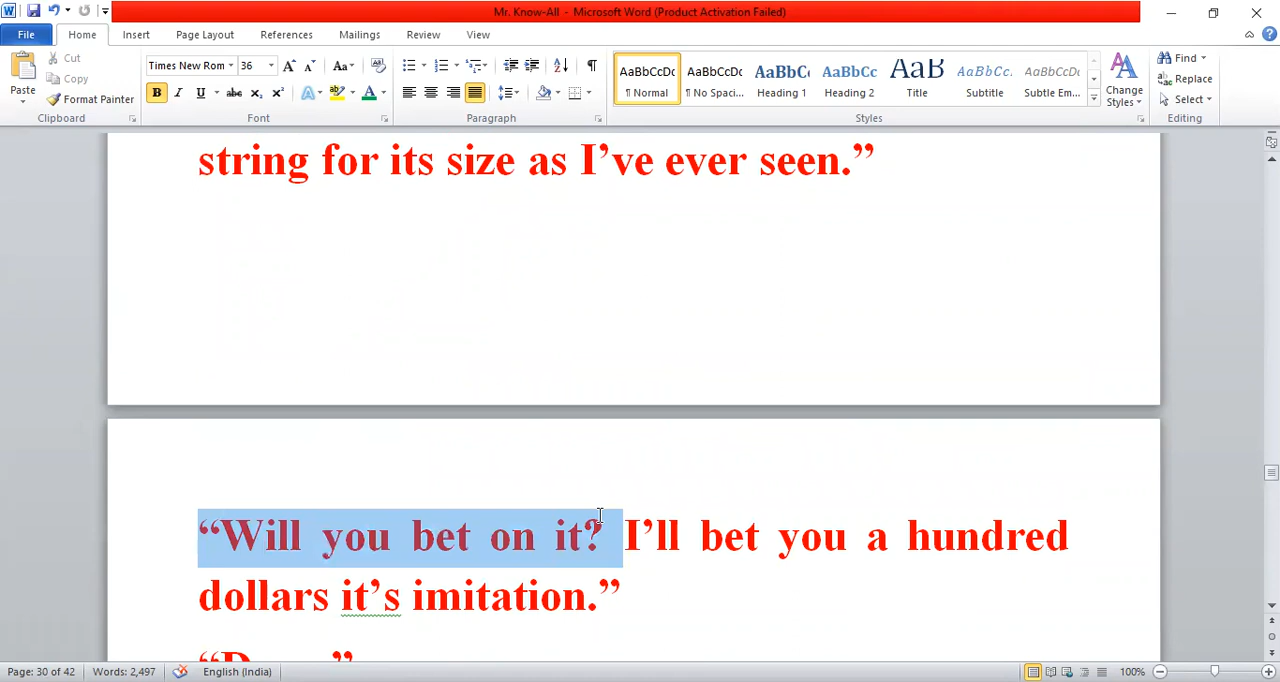 Mr. Know-All - Microsoft Word (Product Activation Failed)
File Home Insert Page Layout References Mailings Review View
Paste
Cut
Copy
Format Painter
Clipboard
Times New Rom 36
Font
Paragraph
AaBbCcDc AaBbCcDc AaBbC AaBbCc AaB AaBbCc. AaBbCcDc
¶ Normal ¶ No Spaci... Heading 1 Heading 2 Title Subtitle Subtle Em...
Change Styles
Styles
Find
Replace
Select
Editing
string for its size as I’ve ever seen.”
“Will you bet on it? I’ll bet you a hundred
dollars it’s imitation.”
Page: 30 of 42 Words: 2,497 English (India) 100%